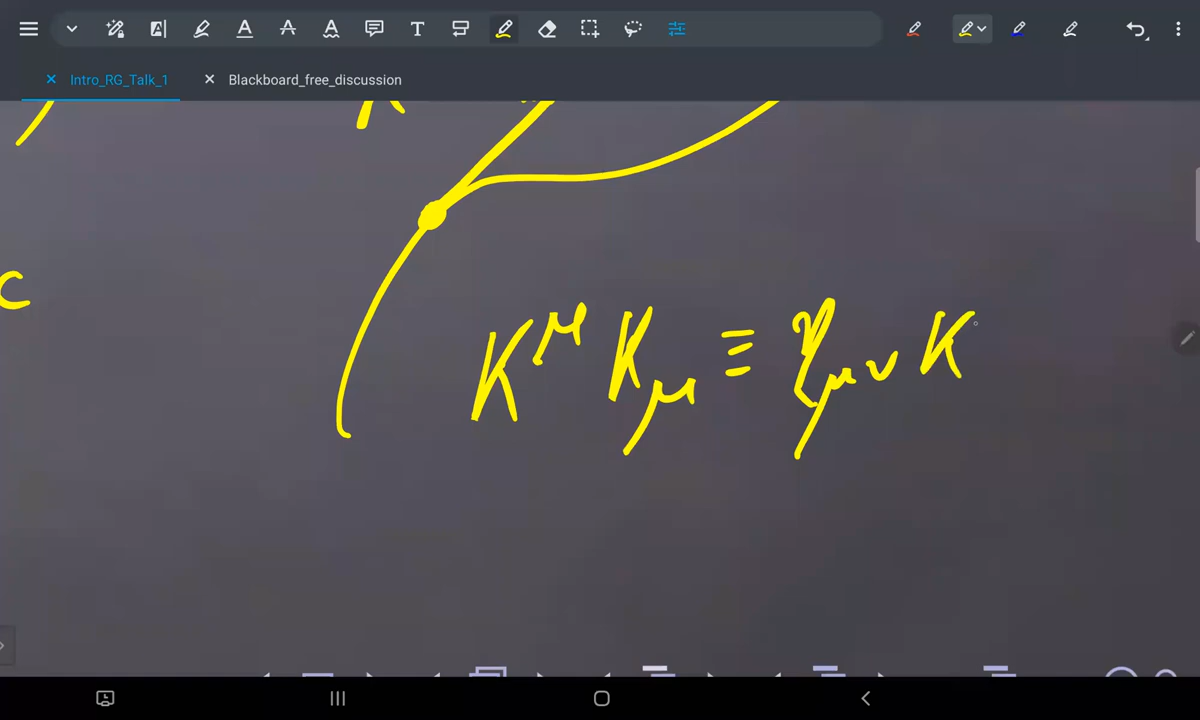 Intro_RG_Talk_1 Blackboard_free_discussion
c
K^μ K_μ ≡ η_μν K